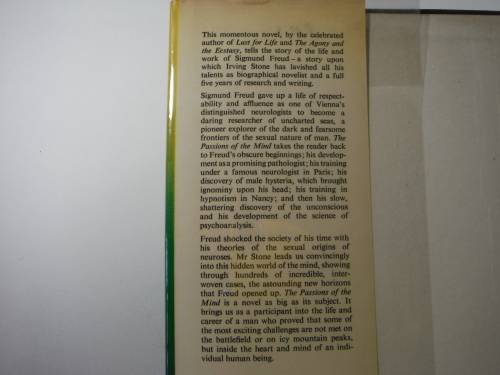 This momentous novel, by the celebrated
author of Lust for Life and The Agony and
the Ecstasy, tells the story of the life and
work of Sigmund Freud – a story upon
which Irving Stone has lavished all his
talents as biographical novelist and a full
five years of research and writing.
Sigmund Freud gave up a life of respect-
ability and affluence as one of Vienna's
distinguished neurologists to become a
daring researcher of uncharted seas, a
pioneer explorer of the dark and fearsome
frontiers of the sexual nature of man. The
Passions of the Mind takes the reader back
to Freud's obscure beginnings; his develop-
ment as a promising pathologist; his training
under a famous neurologist in Paris; his
discovery of male hysteria, which brought
ignominy upon his head; his training in
hypnotism in Nancy; and then his slow,
shattering discovery of the unconscious
and his development of the science of
psychoanalysis.
Freud shocked the society of his time with
his theories of the sexual origins of
neuroses. Mr Stone leads us convincingly
into this hidden world of the mind, showing
through hundreds of incredible, inter-
woven cases, the astounding new horizons
that Freud opened up. The Passions of the
Mind is a novel as big as its subject. It
brings us as a participant into the life and
career of a man who proved that some of
the most exciting challenges are not met on
the battlefield or on icy mountain peaks,
but inside the heart and mind of an indi-
vidual human being.